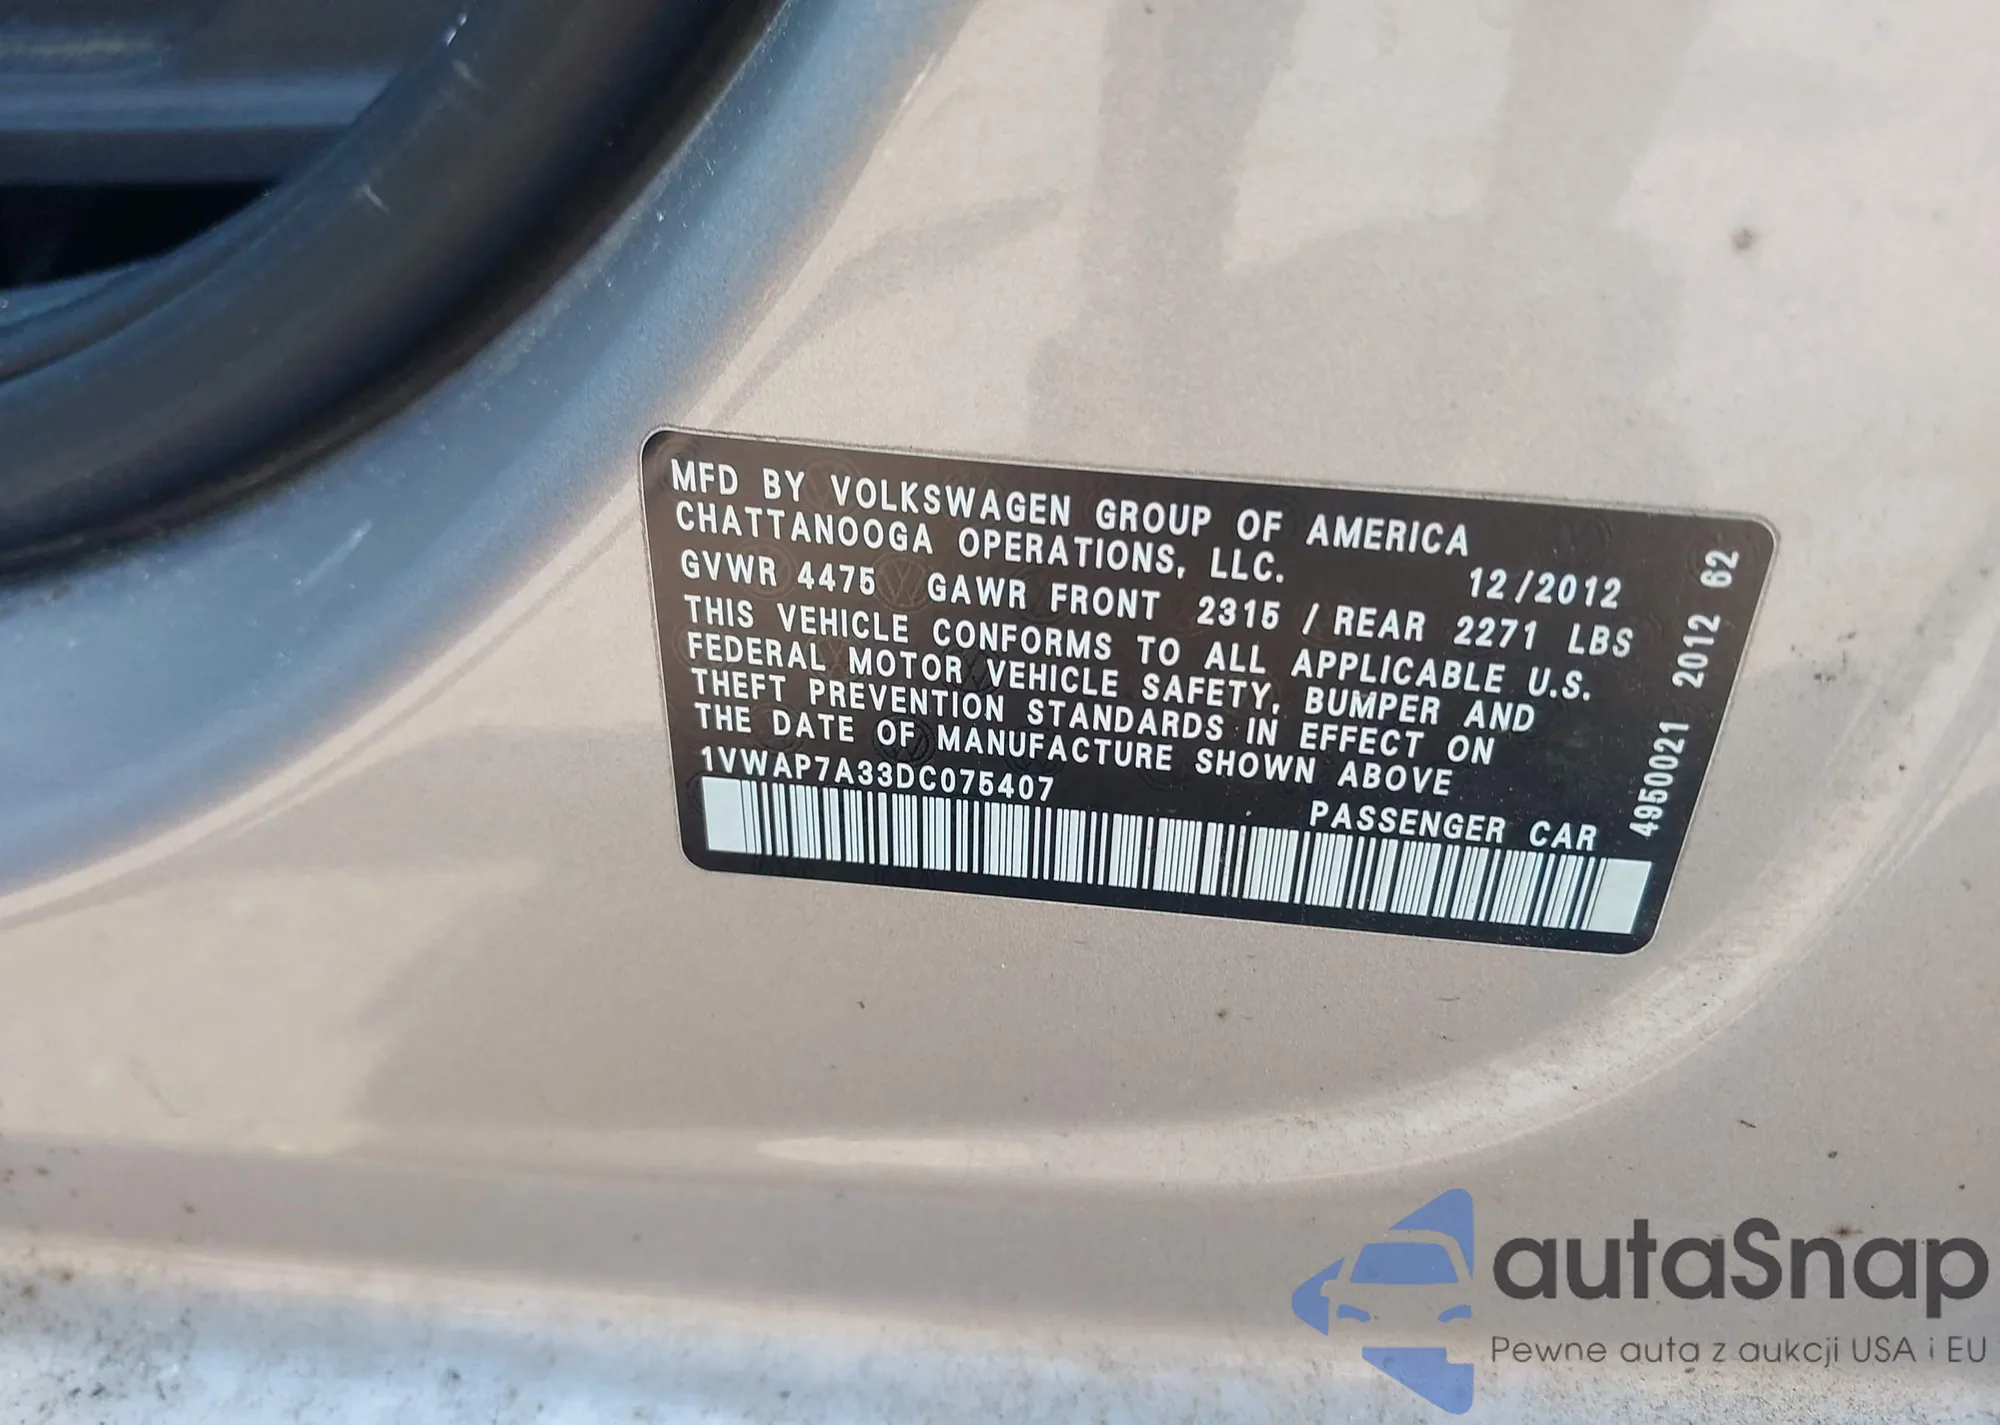 MFD BY VOLKSWAGEN GROUP OF AMERICA
CHATTANOOGA OPERATIONS, LLC. 12/2012
GVWR 4475 GAWR FRONT 2315 / REAR 2271 LBS
THIS VEHICLE CONFORMS TO ALL APPLICABLE U.S.
FEDERAL MOTOR VEHICLE SAFETY, BUMPER AND
THEFT PREVENTION STANDARDS IN EFFECT ON
THE DATE OF MANUFACTURE SHOWN ABOVE
1VWAP7A33DC075407
PASSENGER CAR
4950021 2012 62
autaSnap
Pewne auta z aukcji USA i EU